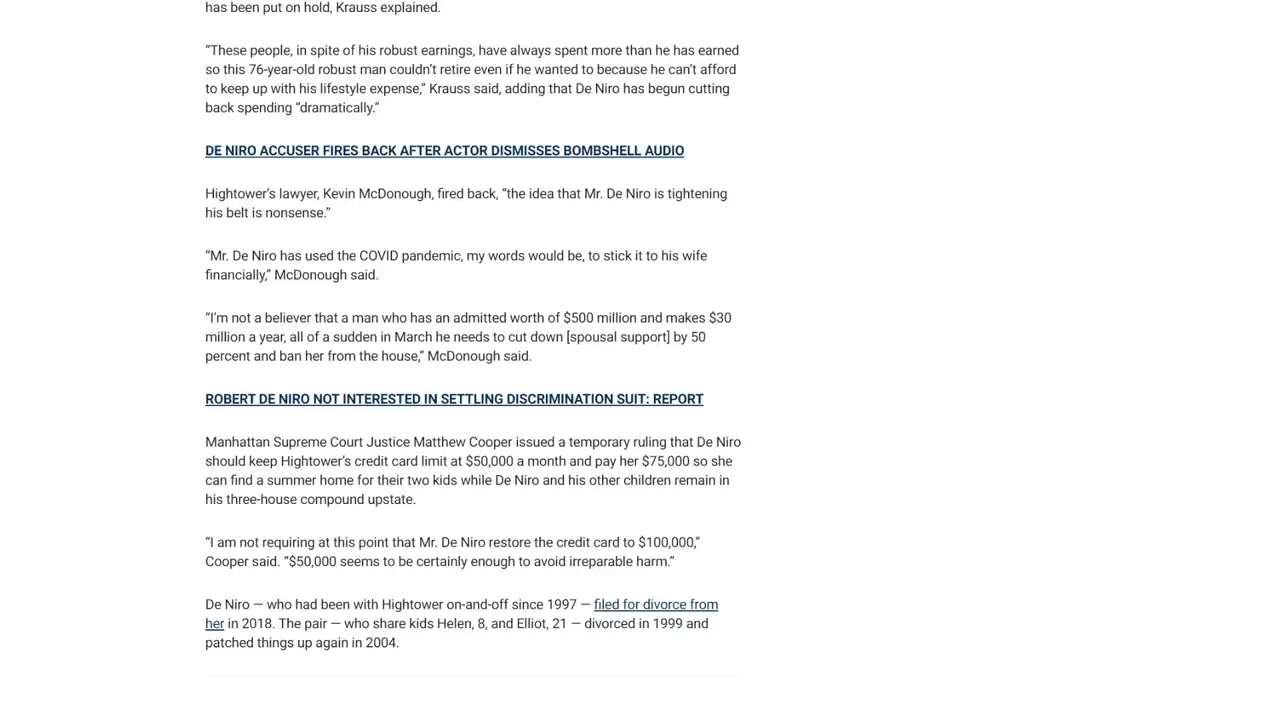 has been put on hold, Krauss explained.
“These people, in spite of his robust earnings, have always spent more than he has earned
so this 76-year-old robust man couldn’t retire even if he wanted to because he can’t afford
to keep up with his lifestyle expense,” Krauss said, adding that De Niro has begun cutting
back spending “dramatically.”
DE NIRO ACCUSER FIRES BACK AFTER ACTOR DISMISSES BOMBSHELL AUDIO
Hightower’s lawyer, Kevin McDonough, fired back, “the idea that Mr. De Niro is tightening
his belt is nonsense.”
“Mr. De Niro has used the COVID pandemic, my words would be, to stick it to his wife
financially,” McDonough said.
“I’m not a believer that a man who has an admitted worth of $500 million and makes $30
million a year, all of a sudden in March he needs to cut down [spousal support] by 50
percent and ban her from the house,” McDonough said.
ROBERT DE NIRO NOT INTERESTED IN SETTLING DISCRIMINATION SUIT: REPORT
Manhattan Supreme Court Justice Matthew Cooper issued a temporary ruling that De Niro
should keep Hightower’s credit card limit at $50,000 a month and pay her $75,000 so she
can find a summer home for their two kids while De Niro and his other children remain in
his three-house compound upstate.
“I am not requiring at this point that Mr. De Niro restore the credit card to $100,000,”
Cooper said. “$50,000 seems to be certainly enough to avoid irreparable harm.”
De Niro — who had been with Hightower on-and-off since 1997 — filed for divorce from
her in 2018. The pair — who share kids Helen, 8, and Elliot, 21 — divorced in 1999 and
patched things up again in 2004.